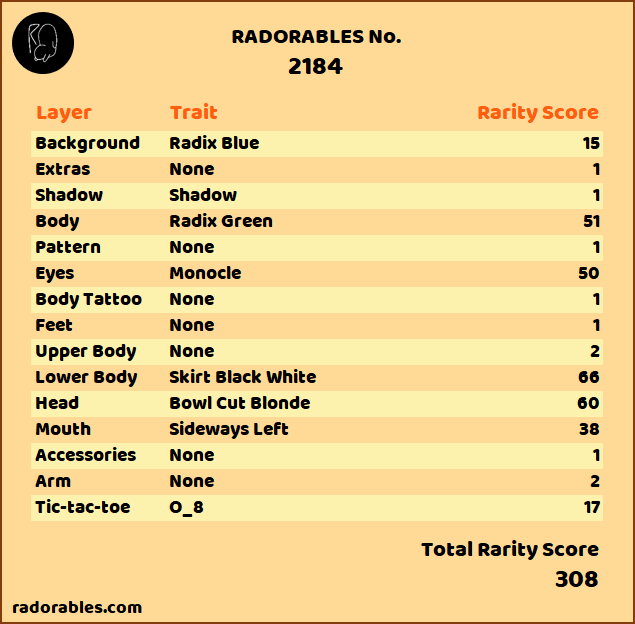 RADORABLES No.
2184
Layer Trait Rarity Score
Background Radix Blue 15
Extras None 1
Shadow Shadow 1
Body Radix Green 51
Pattern None 1
Eyes Monocle 50
Body Tattoo None 1
Feet None 1
Upper Body None 2
Lower Body Skirt Black White 66
Head Bowl Cut Blonde 60
Mouth Sideways Left 38
Accessories None 1
Arm None 2
Tic-tac-toe O_8 17
Total Rarity Score
308
radorables.com